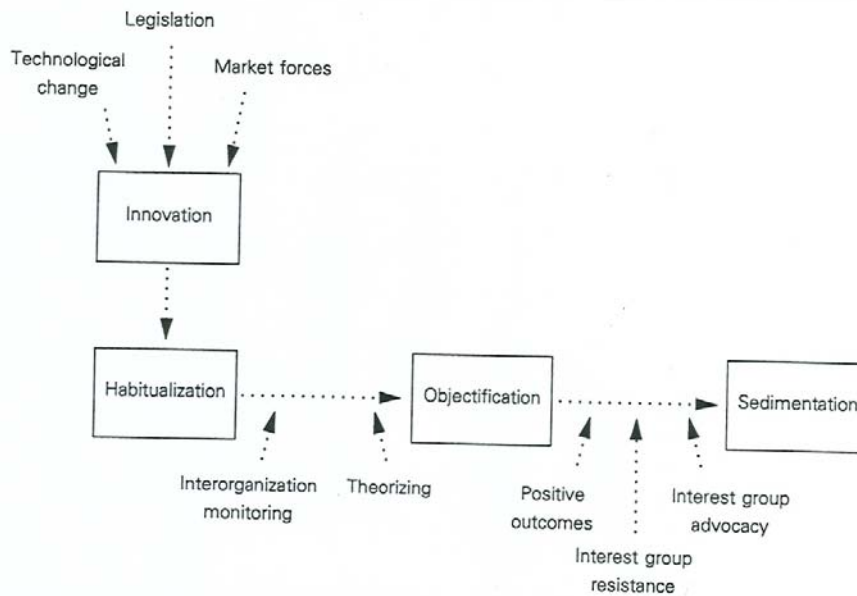 Legislation
Technological
change
Market forces
Innovation
Habitualization
Objectification
Sedimentation
Interorganization
monitoring
Theorizing
Positive
outcomes
Interest group
resistance
Interest group
advocacy